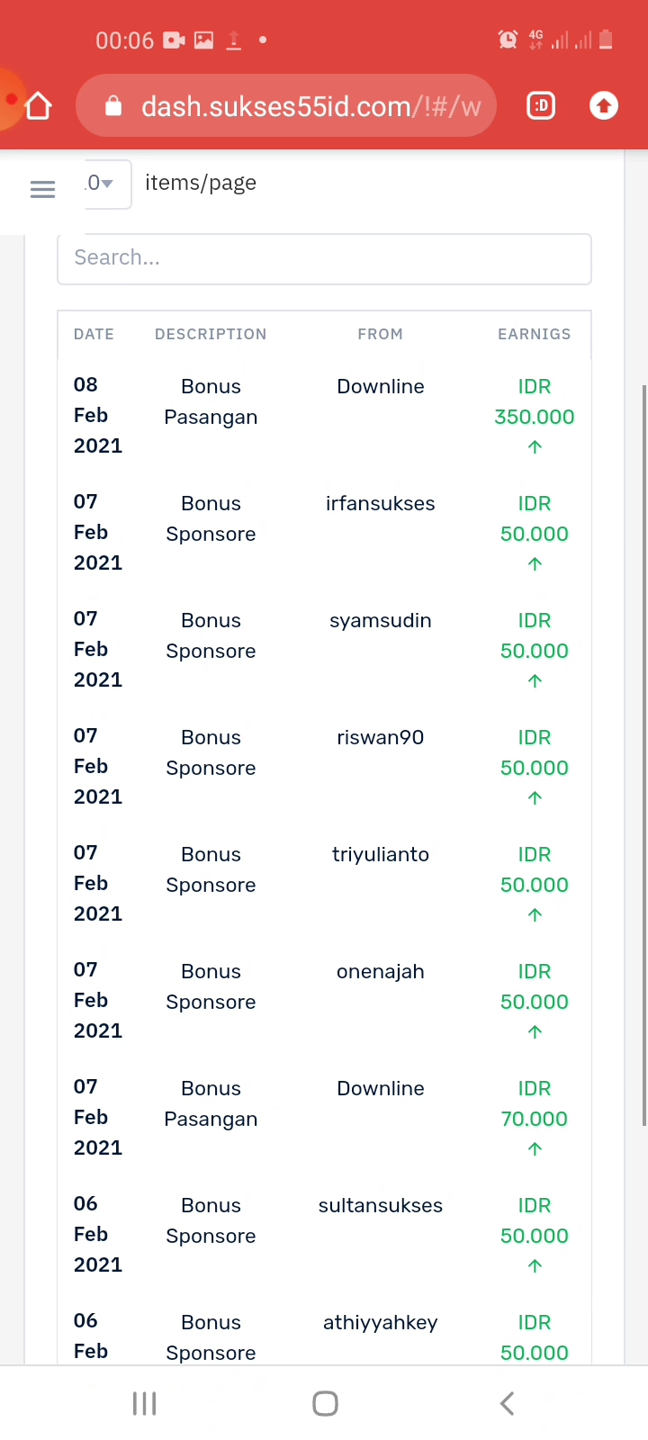 00:06
4G
dash.sukses55id.com/!#/w
:D
.0 items/page
Search...
DATE DESCRIPTION FROM EARNIGS
08 Feb 2021 Bonus Pasangan Downline IDR 350.000 ↑
07 Feb 2021 Bonus Sponsore irfansukses IDR 50.000 ↑
07 Feb 2021 Bonus Sponsore syamsudin IDR 50.000 ↑
07 Feb 2021 Bonus Sponsore riswan90 IDR 50.000 ↑
07 Feb 2021 Bonus Sponsore triyulianto IDR 50.000 ↑
07 Feb 2021 Bonus Sponsore onenajah IDR 50.000 ↑
07 Feb 2021 Bonus Pasangan Downline IDR 70.000 ↑
06 Feb 2021 Bonus Sponsore sultansukses IDR 50.000 ↑
06 Feb Bonus Sponsore athiyyahkey IDR 50.000